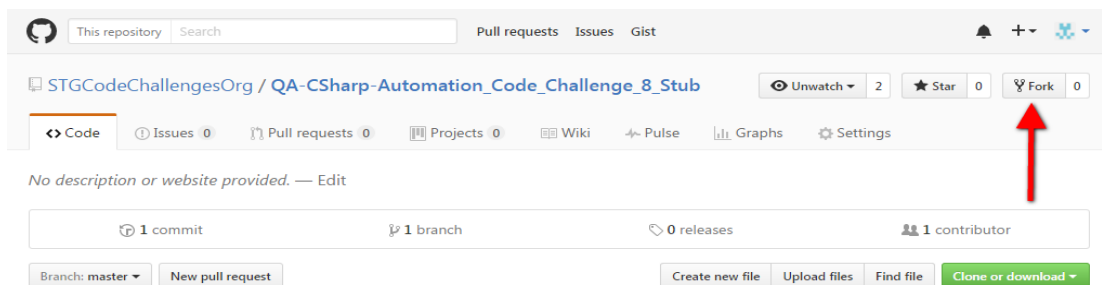 This repository Search Pull requests Issues Gist
STGCodeChallengesOrg / QA-CSharp-Automation_Code_Challenge_8_Stub Unwatch 2 Star 0 Fork 0
Code Issues 0 Pull requests 0 Projects 0 Wiki Pulse Graphs Settings
No description or website provided. — Edit
1 commit 1 branch 0 releases 1 contributor
Branch: master New pull request Create new file Upload files Find file Clone or download